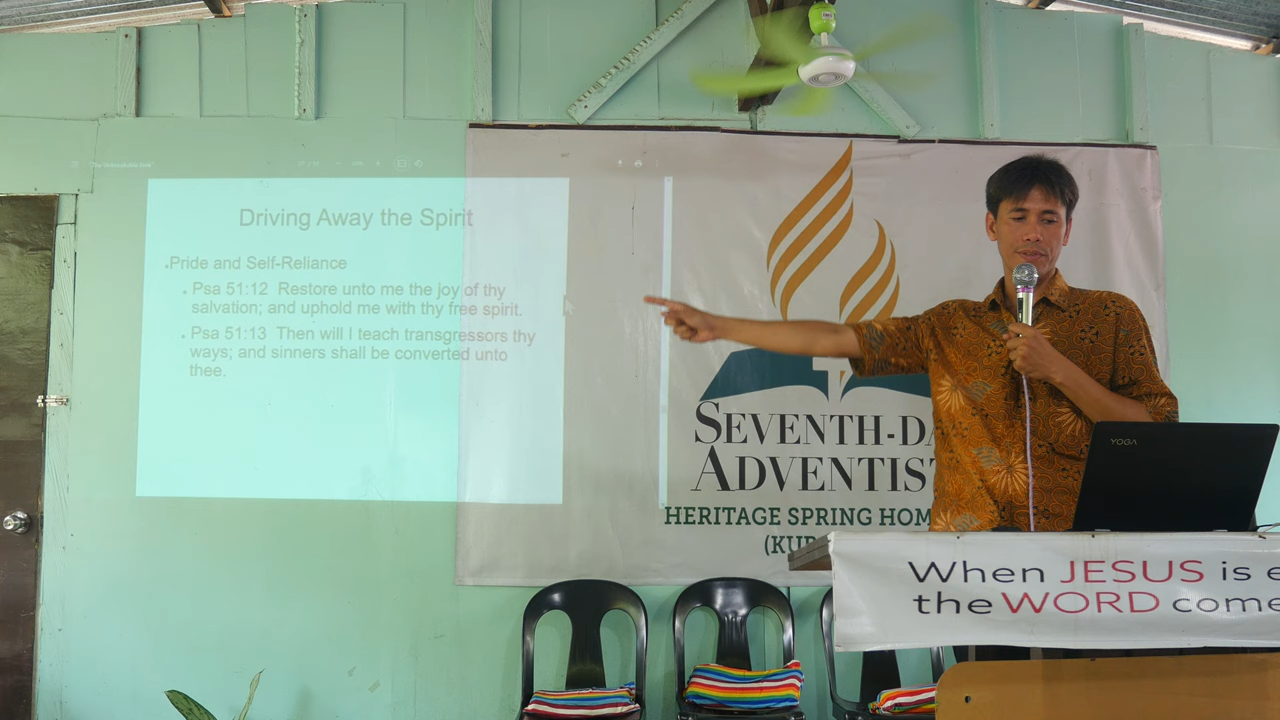 Driving Away the Spirit
.Pride and Self-Reliance
• Psa 51:12 Restore unto me the joy of thy
salvation; and uphold me with thy free spirit.
• Psa 51:13 Then will I teach transgressors thy
ways; and sinners shall be converted unto
thee.
SEVENTH-DA
ADVENTIST
HERITAGE SPRING HOM
(KUB
YOGA
When JESUS is e
the WORD come